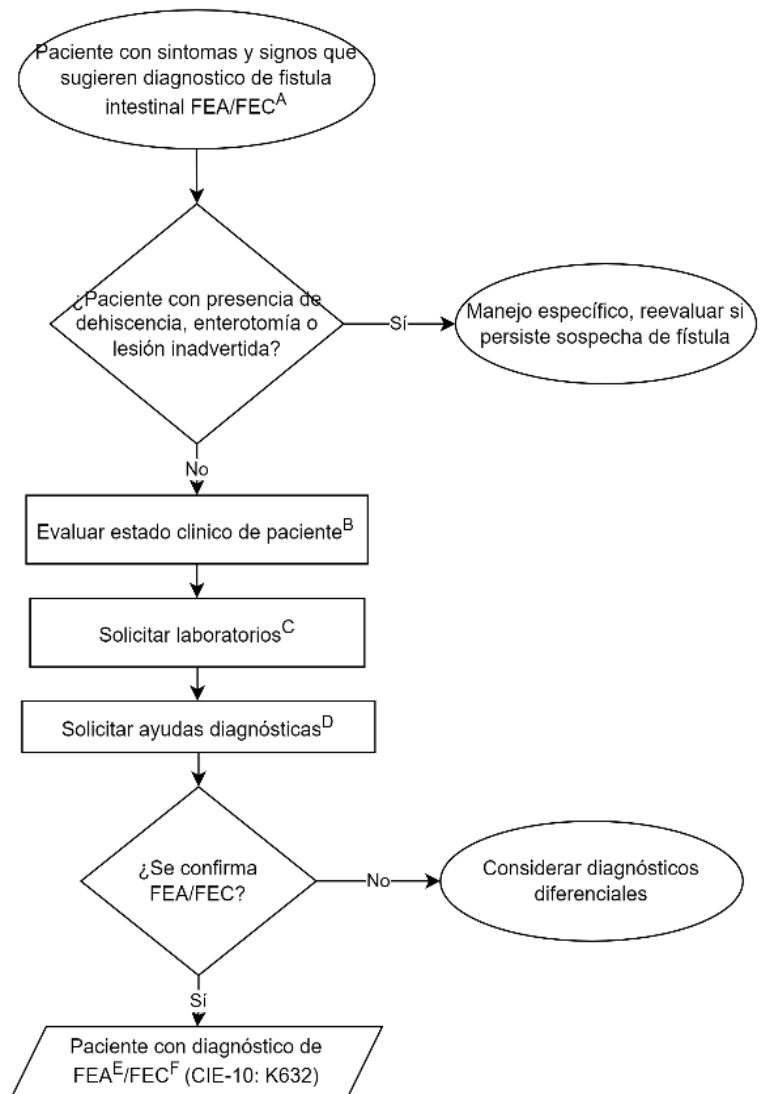 Paciente con sintomas y signos que
sugieren diagnostico de fistula
intestinal FEA/FEC^A
¿Paciente con presencia de
dehiscencia, enterotomía o
lesión inadvertida?
Sí
Manejo específico, reevaluar si
persiste sospecha de fístula
No
Evaluar estado clinico de paciente^B
Solicitar laboratorios^C
Solicitar ayudas diagnósticas^D
¿Se confirma
FEA/FEC?
No
Considerar diagnósticos
diferenciales
Sí
Paciente con diagnóstico de
FEA^E/FEC^F (CIE-10: K632)